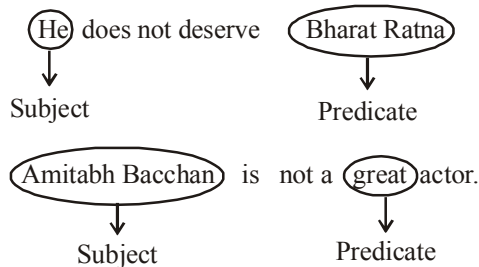 He does not deserve Bharat Ratna
Subject Predicate
Amitabh Bacchan is not a great actor.
Subject Predicate